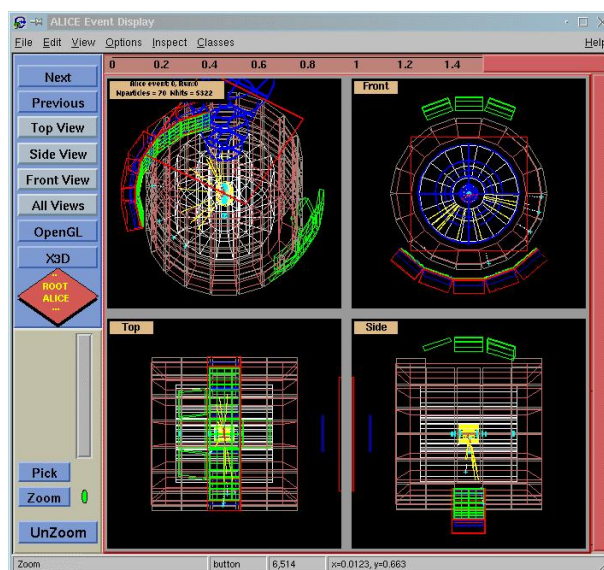 ALICE Event Display
File Edit View Options Inspect Classes Help
Next
Previous
Top View
Side View
Front View
All Views
OpenGL
X3D
ROOT
ALICE
...
Pick
Zoom
UnZoom
0 0.2 0.4 0.6 0.8 1 1.2 1.4
Alice event: 0, Run:0
Nparticles = 70 Nhits = 5322
Front
Top
Side
Zoom button 6,514 x=0.0123, y=0.663